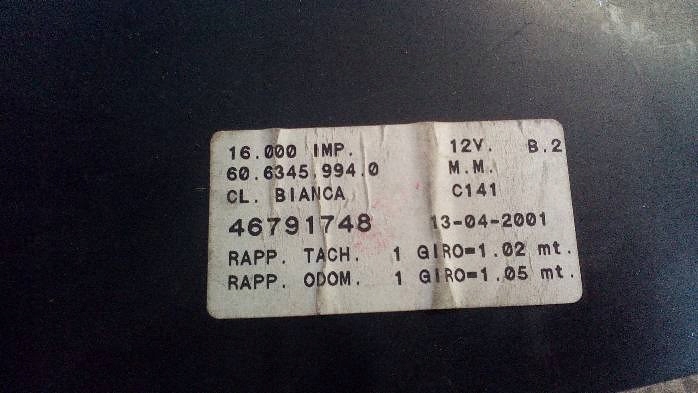 16.000 IMP. 12V. B.2
60.6345 994.0 M.M.
CL. BIANCA C141
46791748 13-04-2001
RAPP. TACH. 1 GIRO=1.02 mt.
RAPP. ODOM. 1 GIRO=1.05 mt.